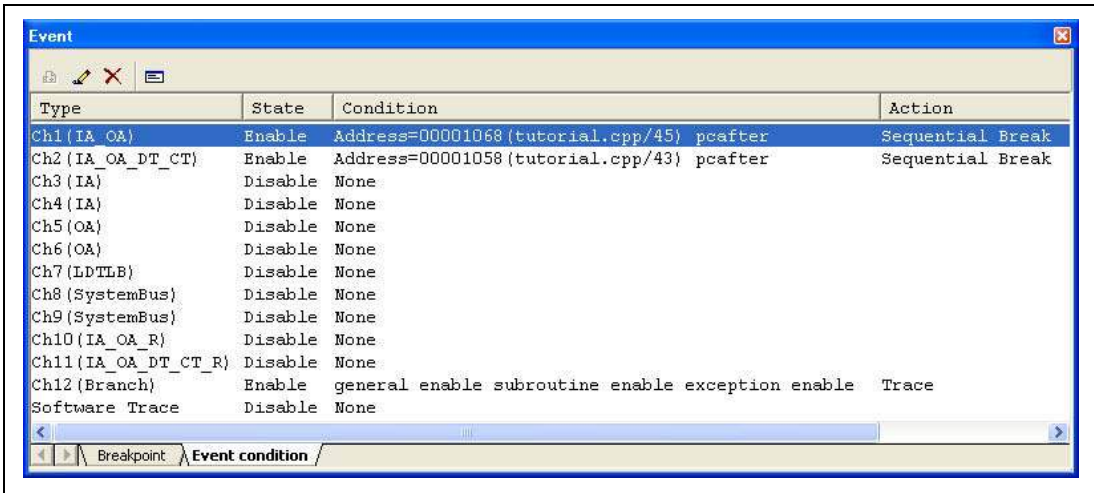 Event
Type State Condition Action
Ch1(IA_OA) Enable Address=00001068(tutorial.cpp/45) pcafter Sequential Break
Ch2(IA_OA_DT_CT) Enable Address=00001058(tutorial.cpp/43) pcafter Sequential Break
Ch3(IA) Disable None
Ch4(IA) Disable None
Ch5(OA) Disable None
Ch6(OA) Disable None
Ch7(LDTLB) Disable None
Ch8(SystemBus) Disable None
Ch9(SystemBus) Disable None
Ch10(IA_OA_R) Disable None
Ch11(IA_OA_DT_CT_R) Disable None
Ch12(Branch) Enable general enable subroutine enable exception enable Trace
Software Trace Disable None
Breakpoint Event condition